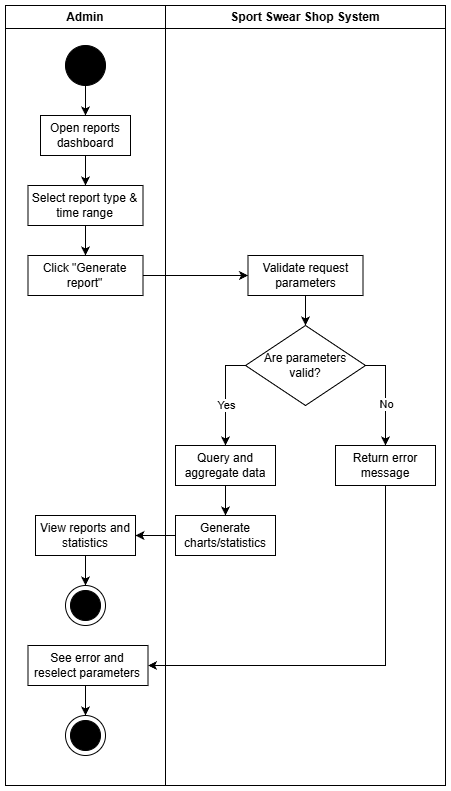 Admin
Sport Swear Shop System
Open reports
dashboard
Select report type &
time range
Click "Generate
report"
Validate request
parameters
Are parameters
valid?
Yes
No
Query and
aggregate data
Return error
message
View reports and
statistics
Generate
charts/statistics
See error and
reselect parameters